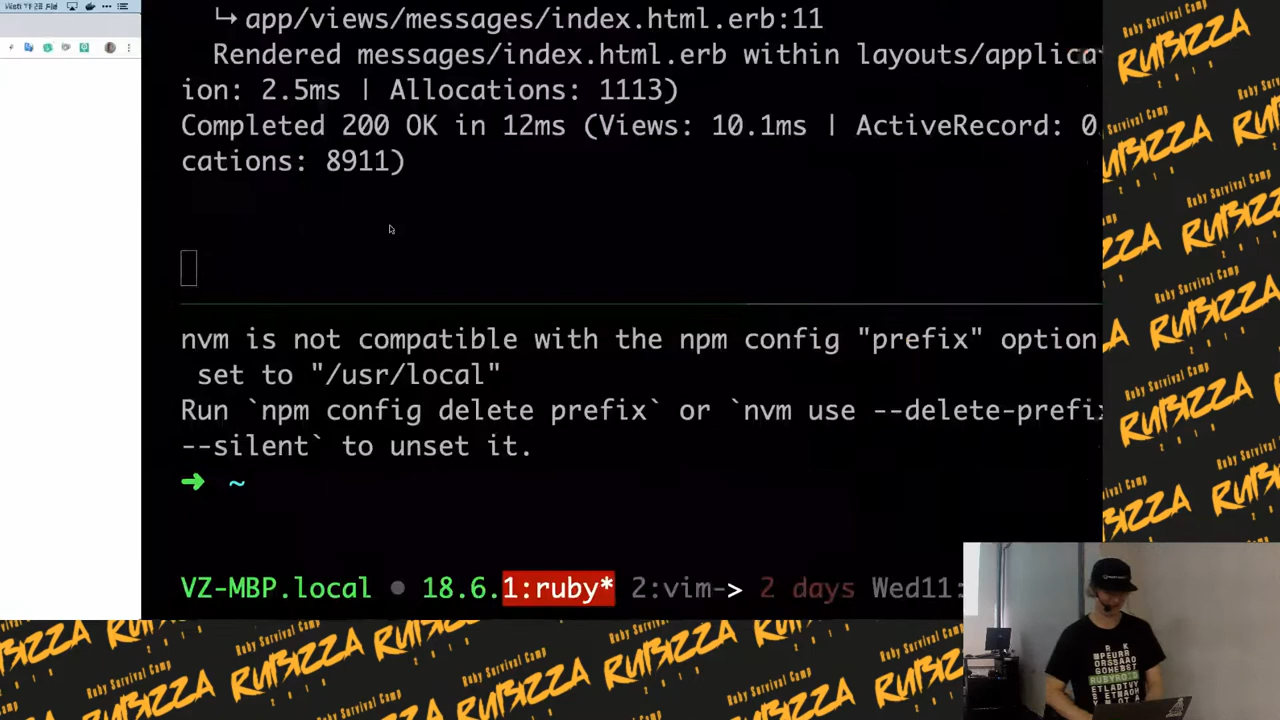 ↳ app/views/messages/index.html.erb:11
Rendered messages/index.html.erb within layouts/applicat
ion: 2.5ms | Allocations: 1113)
Completed 200 OK in 12ms (Views: 10.1ms | ActiveRecord: 0
cations: 8911)
nvm is not compatible with the npm config "prefix" option
set to "/usr/local"
Run `npm config delete prefix` or `nvm use --delete-prefix
--silent` to unset it.
➜ ~
VZ-MBP.local ● 18.6. 1:ruby* 2:vim-> 2 days Wed11:
Ruby Survival Camp
RUBIZZA
2019
RUBYROID